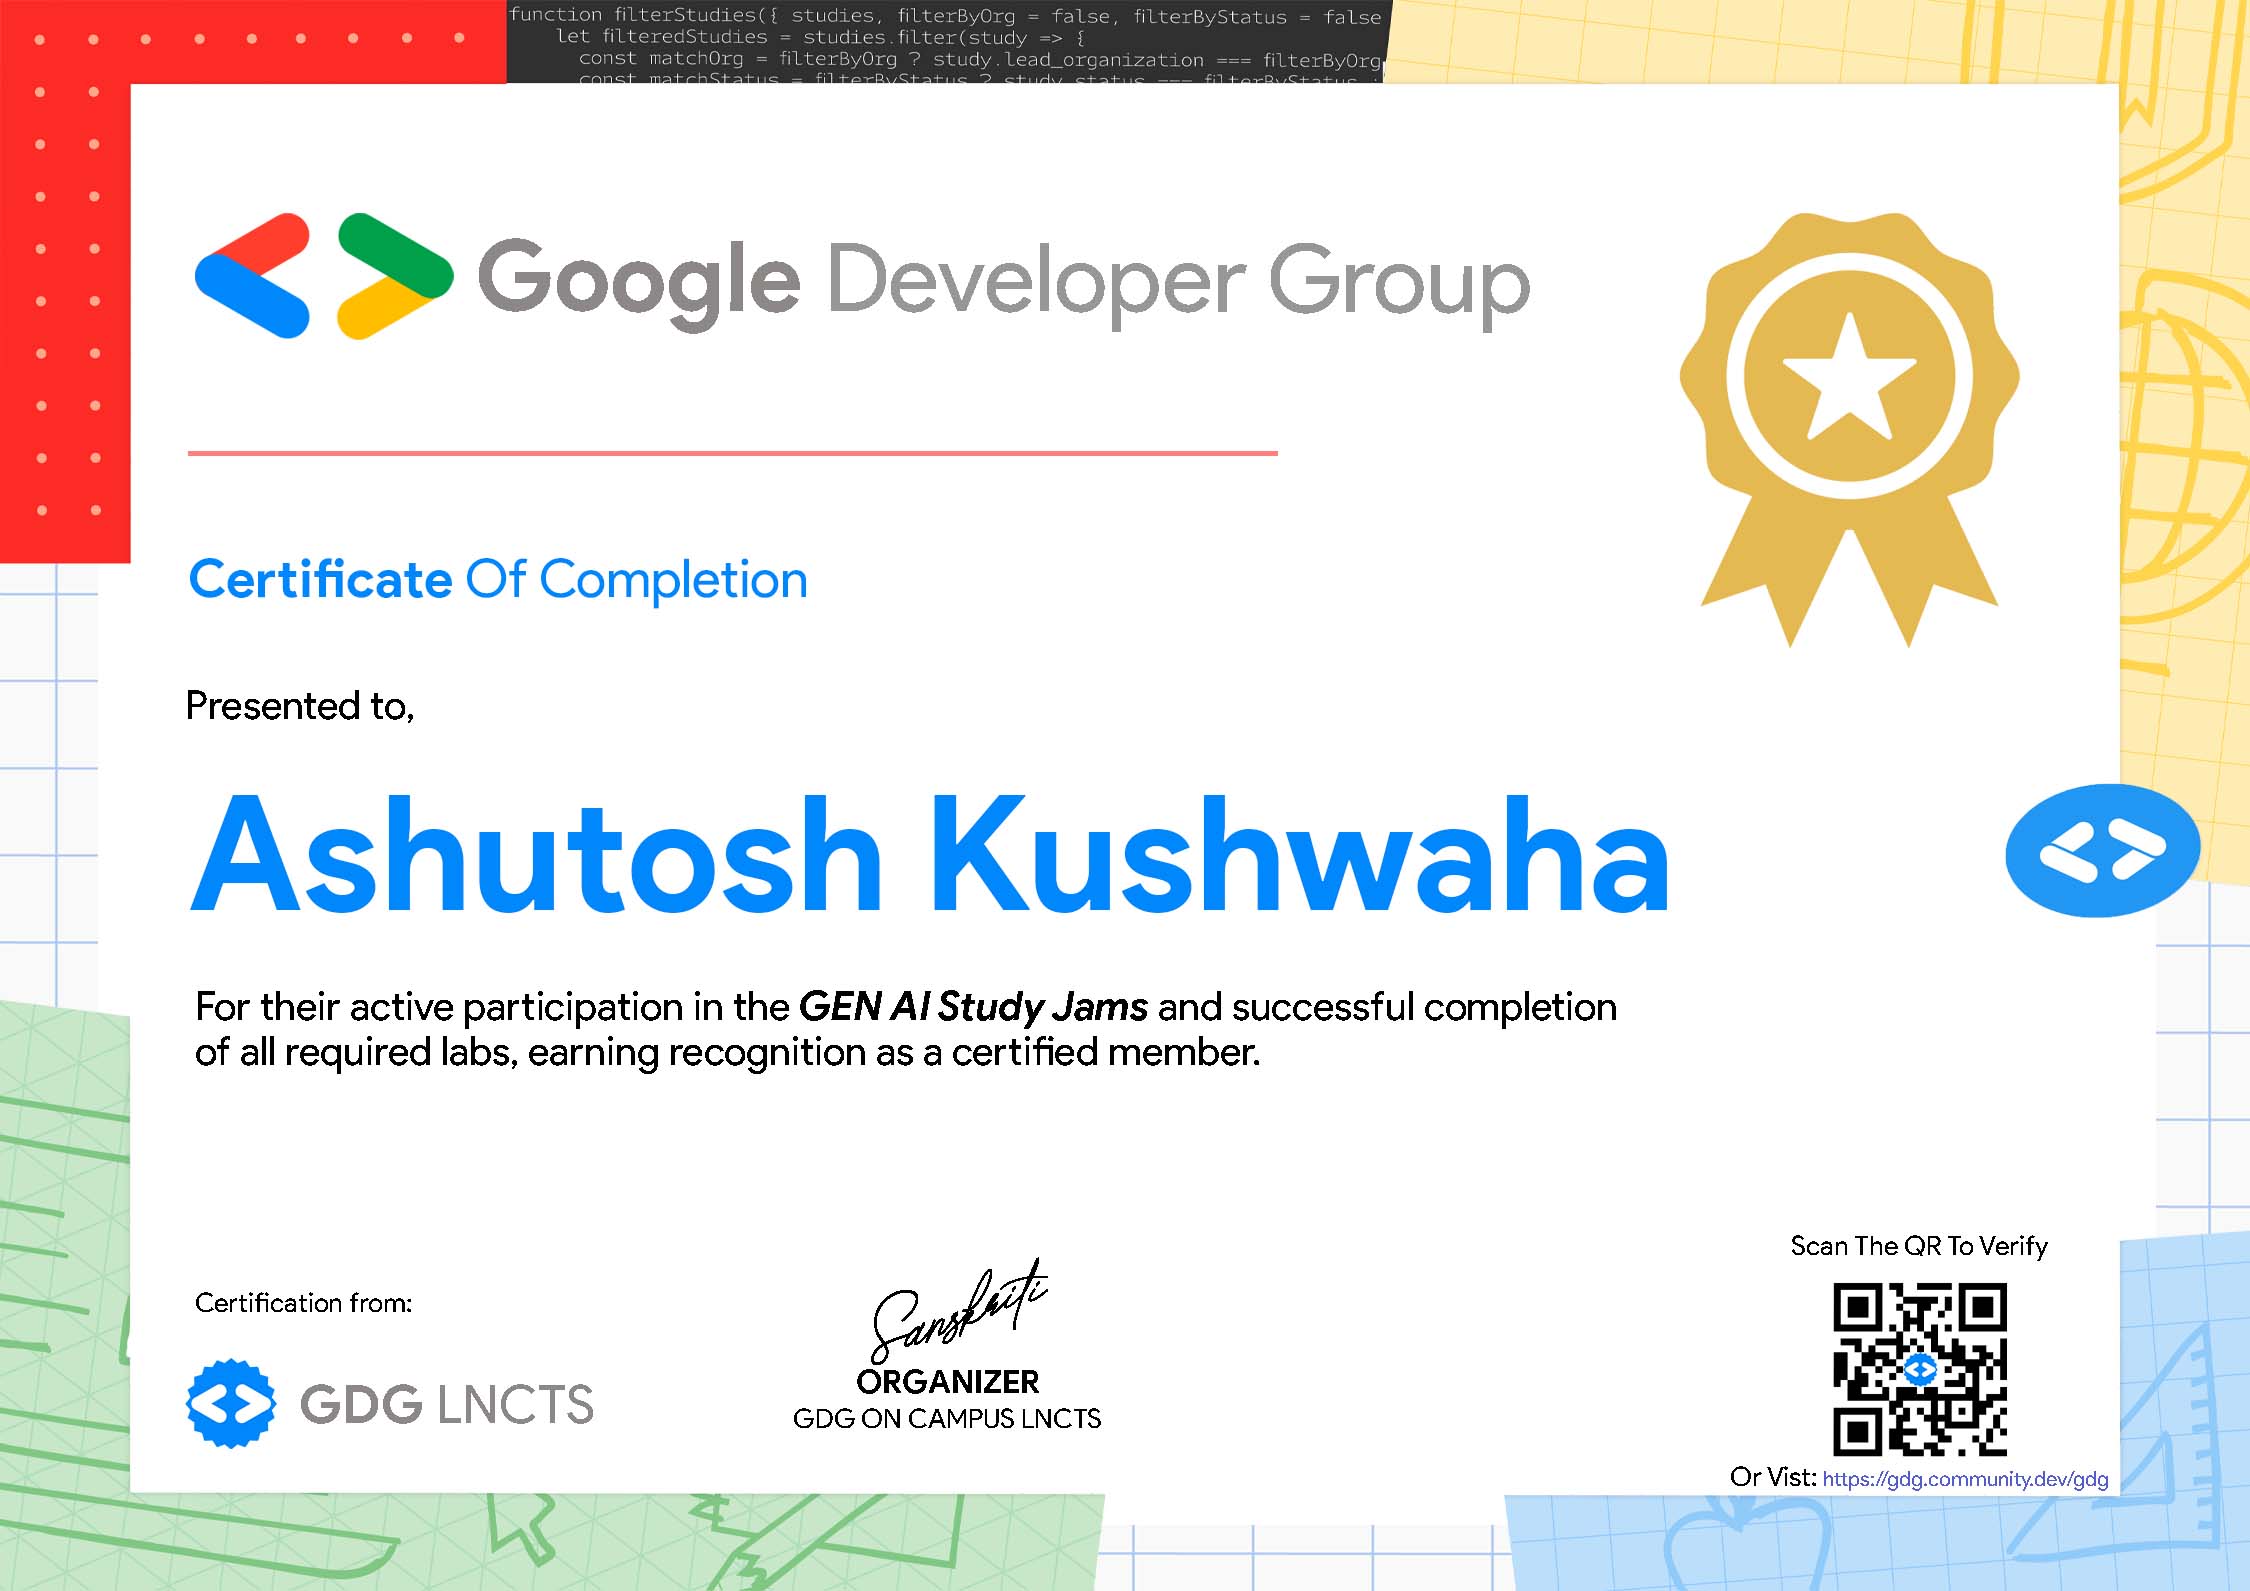 function filterStudies({ studies, filterByOrg = false, filterByStatus = false
let filteredStudies = studies.filter(study => {
const matchOrg = filterByOrg ? study.lead_organization === filterByOrg
const matchStatus = filterByStatus ? study.status === filterByStatus :
Google Developer Group
Certificate Of Completion
Presented to,
Ashutosh Kushwaha
For their active participation in the GEN AI Study Jams and successful completion
of all required labs, earning recognition as a certified member.
Scan The QR To Verify
Certification from:
Sanskriti
ORGANIZER
GDG LNCTS
GDG ON CAMPUS LNCTS
Or Vist: https://gdg.community.dev/gdg